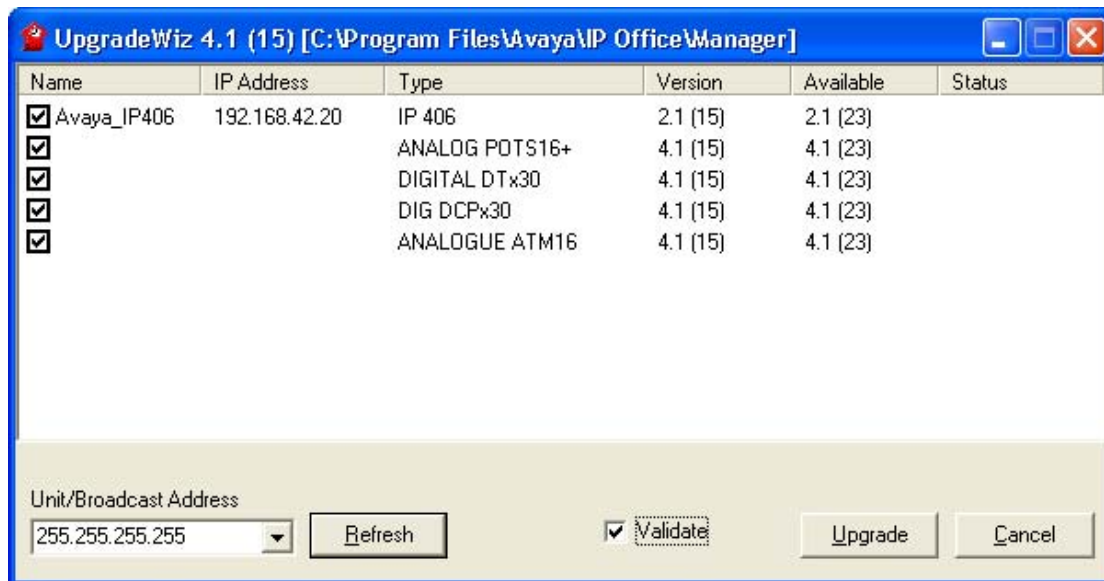 UpgradeWiz 4.1 (15) [C:\Program Files\Avaya\IP Office\Manager]
Name IP Address Type Version Available Status
Avaya_IP406 192.168.42.20 IP 406 2.1 (15) 2.1 (23)
ANALOG POTS16+ 4.1 (15) 4.1 (23)
DIGITAL DTx30 4.1 (15) 4.1 (23)
DIG DCPx30 4.1 (15) 4.1 (23)
ANALOGUE ATM16 4.1 (15) 4.1 (23)
Unit/Broadcast Address
255.255.255.255 Refresh Validate Upgrade Cancel